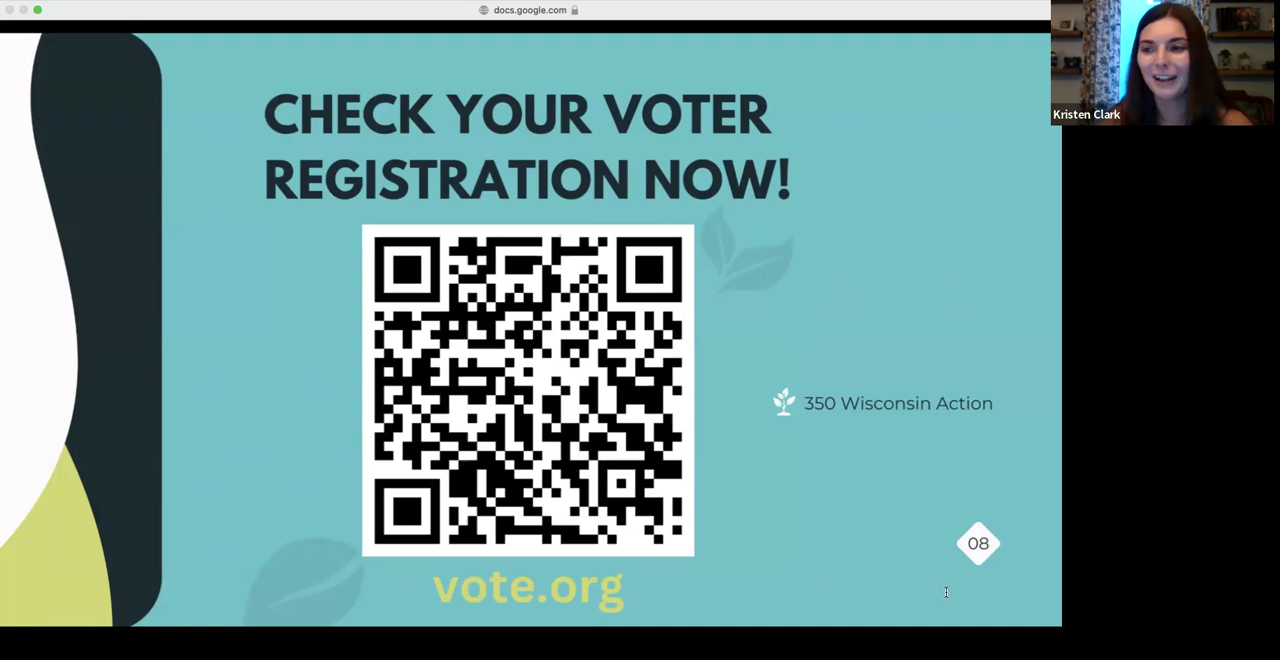 docs.google.com
CHECK YOUR VOTER
REGISTRATION NOW!
Kristen Clark
350 Wisconsin Action
08
vote.org